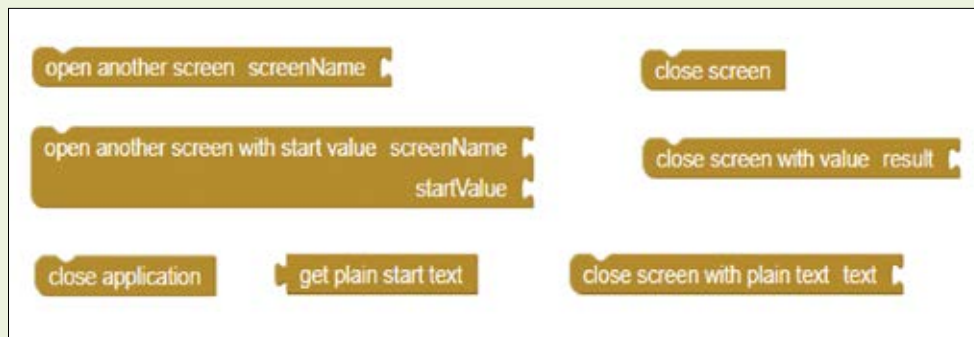 open another screen screenName
close screen
open another screen with start value screenName
startValue
close screen with value result
close application
get plain start text
close screen with plain text text